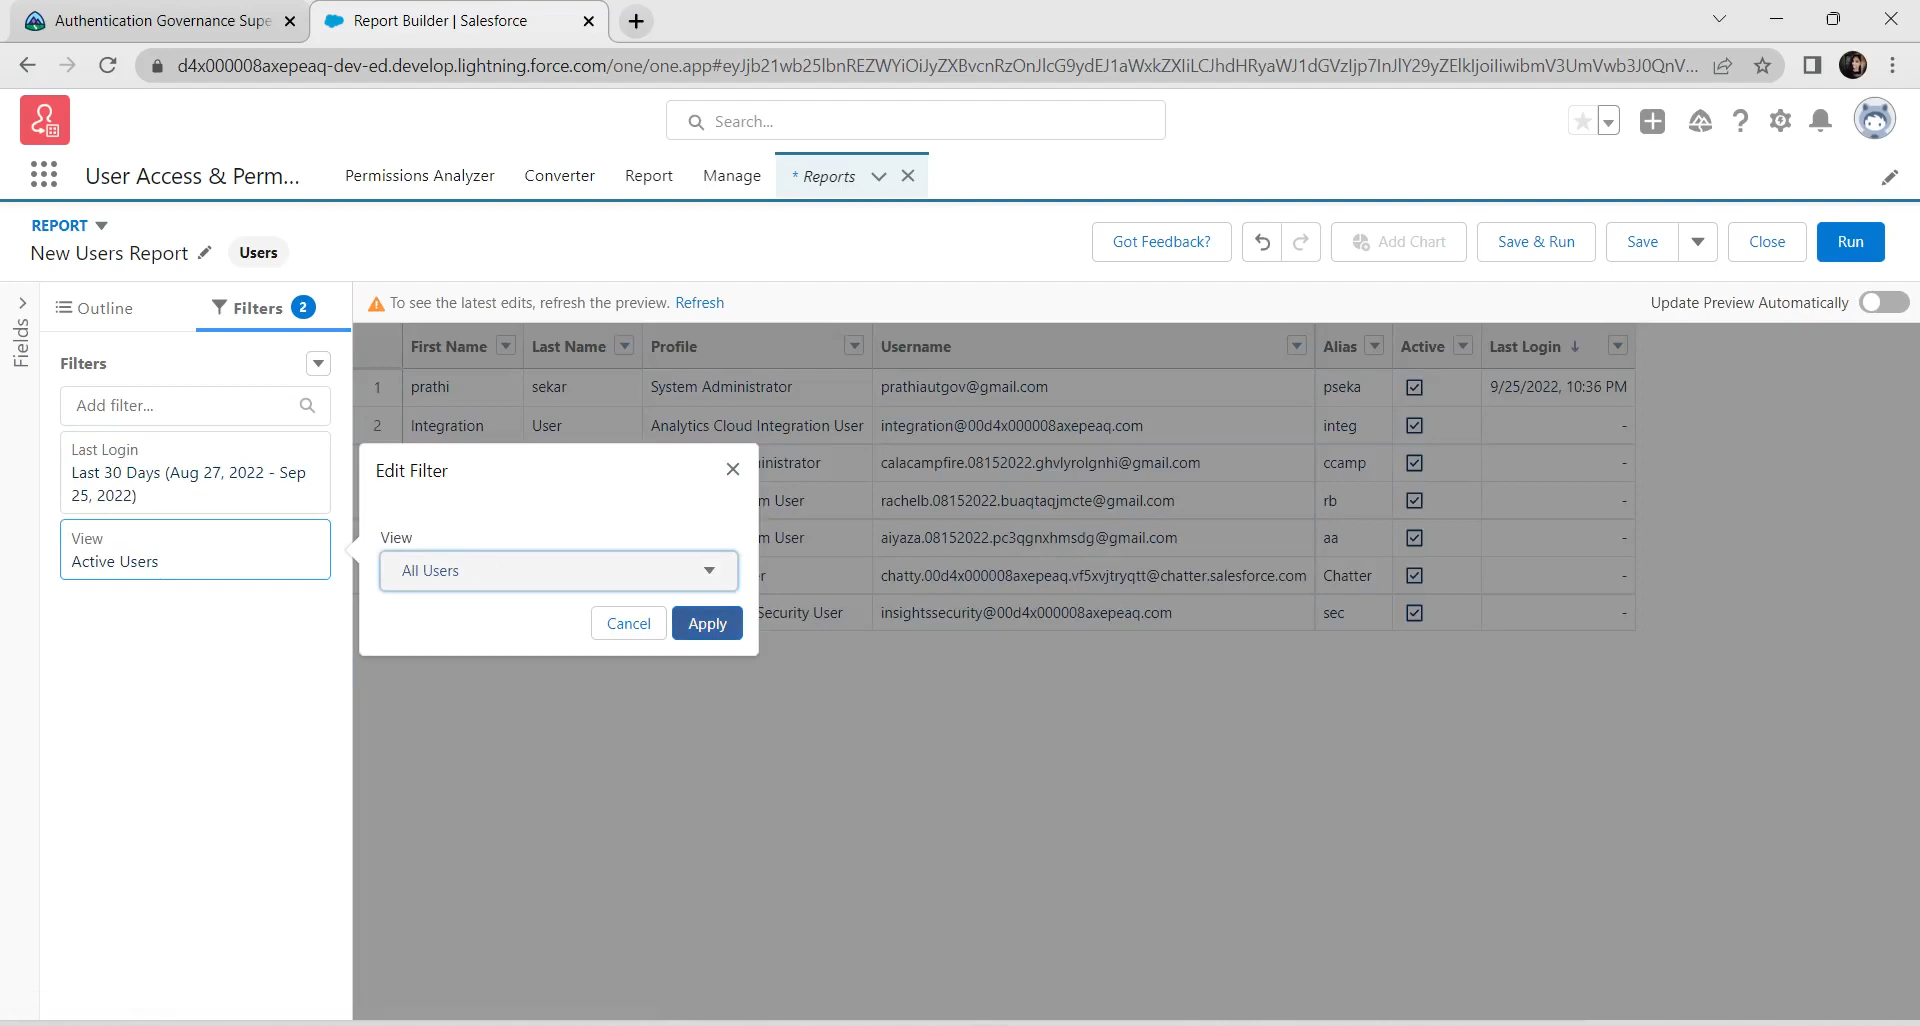 Authentication Governance Supe
Report Builder | Salesforce
d4x000008axepeaq-dev-ed.develop.lightning.force.com/one/one.app#eyJjb21wb25lbnREZWYiOiJyZXBvcnRzOnJlcG9ydEJ1aWxkZXIiLCJhdHRyaWJ1dGVzIjp7InJlY29yZElkIjoiIiwibmV3UmVwb3J0QnV...
Search...
User Access & Perm...
Permissions Analyzer
Converter
Report
Manage
* Reports
REPORT
New Users Report
Users
Got Feedback?
Add Chart
Save & Run
Save
Close
Run
Fields
Outline
Filters 2
To see the latest edits, refresh the preview. Refresh
Update Preview Automatically
Filters
Add filter...
Last Login
Last 30 Days (Aug 27, 2022 - Sep
25, 2022)
View
Active Users
First Name Last Name Profile Username Alias Active Last Login
1 prathi sekar System Administrator prathiautgov@gmail.com pseka 9/25/2022, 10:36 PM
2 Integration User Analytics Cloud Integration User integration@00d4x000008axepeaq.com integ -
inistrator calacampfire.08152022.ghvlyrolgnhi@gmail.com ccamp -
m User rachelb.08152022.buaqtaqjmcte@gmail.com rb -
m User aiyaza.08152022.pc3qgnxhmsdg@gmail.com aa -
r chatty.00d4x000008axepeaq.vf5xvjtryqtt@chatter.salesforce.com Chatter -
Security User insightssecurity@00d4x000008axepeaq.com sec -
Edit Filter
View
All Users
Cancel
Apply